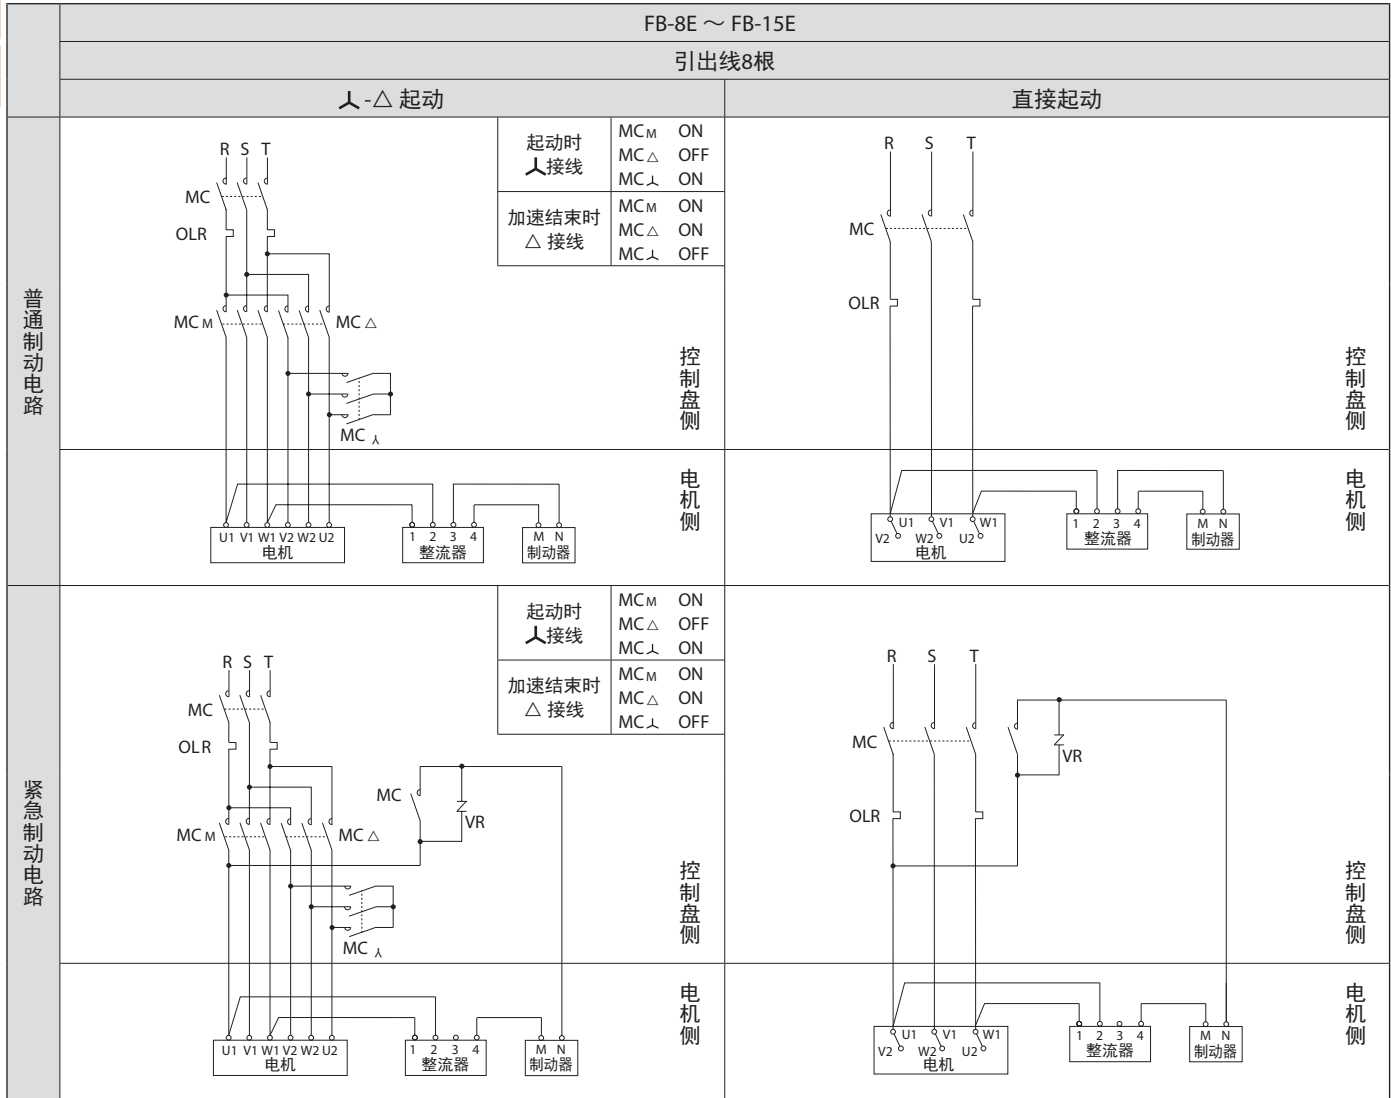 FB-8E ～ FB-15E
引出线8根
人-△ 起动
直接起动
普通制动电路
R S T
MC
OLR
MC M
MC △
MC 人
起动时
人接线
MC M ON
MC △ OFF
MC 人 ON
加速结束时
△ 接线
MC M ON
MC △ ON
MC 人 OFF
控制盘侧
电机侧
U1 V1 W1 V2 W2 U2
电机
1 2 3 4
整流器
M N
制动器
R S T
MC
OLR
控制盘侧
电机侧
U1 V1 W1
V2 W2 U2
电机
1 2 3 4
整流器
M N
制动器
紧急制动电路
R S T
MC
OLR
MC M
MC △
MC
VR
MC 人
起动时
人接线
MC M ON
MC △ OFF
MC 人 ON
加速结束时
△ 接线
MC M ON
MC △ ON
MC 人 OFF
控制盘侧
电机侧
U1 V1 W1 V2 W2 U2
电机
1 2 3 4
整流器
M N
制动器
R S T
MC
VR
OLR
控制盘侧
电机侧
U1 V1 W1
V2 W2 U2
电机
1 2 3 4
整流器
M N
制动器